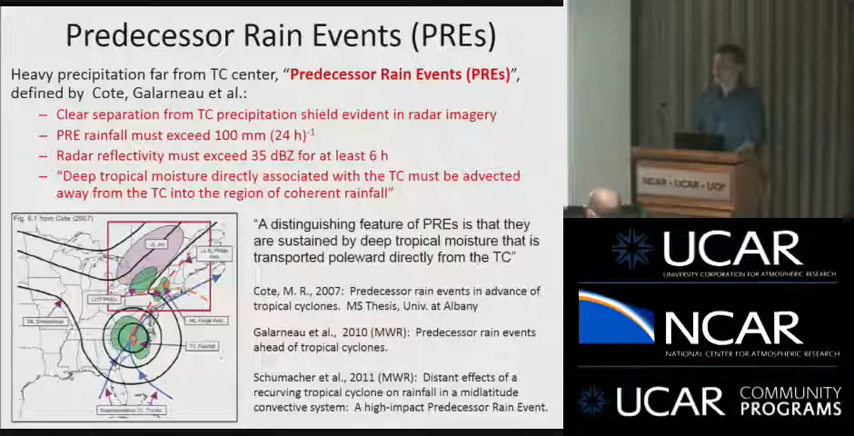 Predecessor Rain Events (PREs)
Heavy precipitation far from TC center, “Predecessor Rain Events (PREs)”,
defined by Cote, Galarneau et al.:
– Clear separation from TC precipitation shield evident in radar imagery
– PRE rainfall must exceed 100 mm (24 h)-1
– Radar reflectivity must exceed 35 dBZ for at least 6 h
– “Deep tropical moisture directly associated with the TC must be advected
away from the TC into the region of coherent rainfall”
Fig. 6.1 from Cote (2007)
UL Jet
ML Streamlines
TC Rainfall
Representative TC Tracks
“A distinguishing feature of PREs is that they
are sustained by deep tropical moisture that is
transported poleward directly from the TC”
Cote, M. R., 2007: Predecessor rain events in advance of
tropical cyclones. MS Thesis, Univ. at Albany
Galarneau et al., 2010 (MWR): Predecessor rain events
ahead of tropical cyclones.
Schumacher et al., 2011 (MWR): Distant effects of a
recurving tropical cyclone on rainfall in a midlatitude
convective system: A high-impact Predecessor Rain Event.
NCAR - UCAR - UOP
UCAR
UNIVERSITY CORPORATION FOR ATMOSPHERIC RESEARCH
NCAR
NATIONAL CENTER FOR ATMOSPHERIC RESEARCH
UCAR COMMUNITY
PROGRAMS